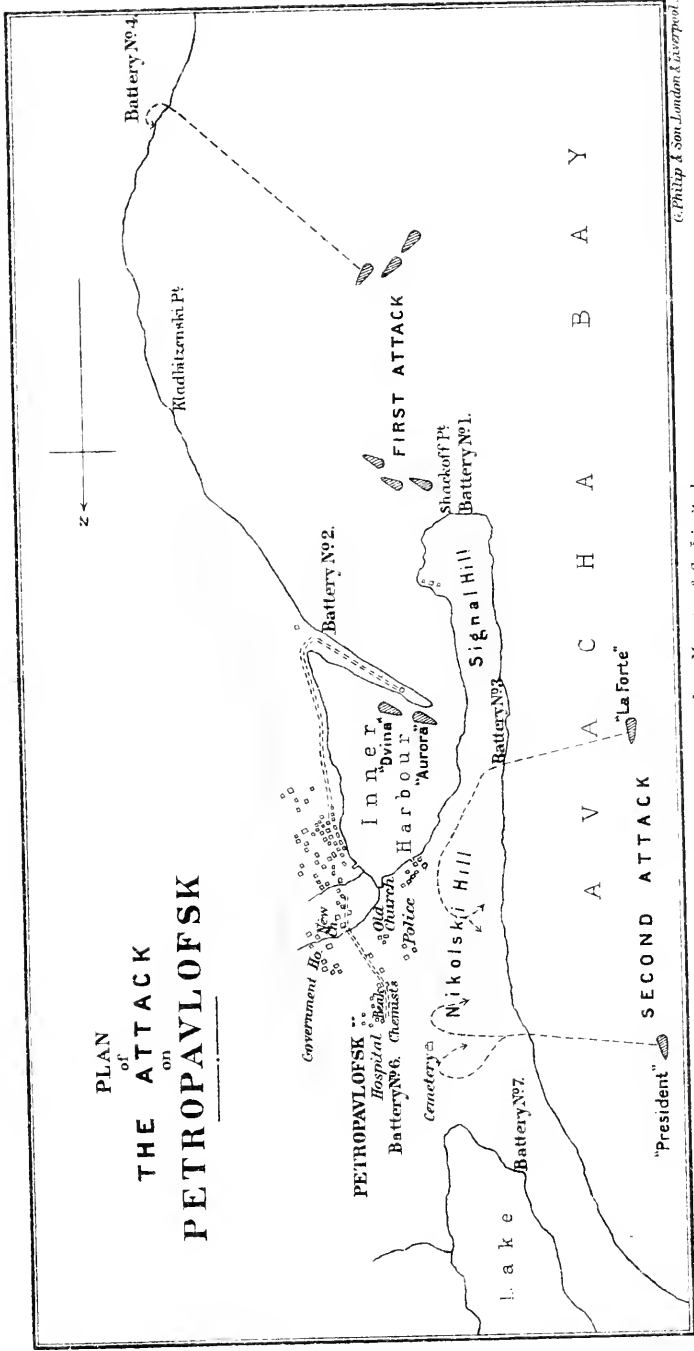 PLAN
of
THE ATTACK
on
PETROPAVLOFSK
N
Battery Nº 4.
Kladbitzenski Pt.
Battery Nº 2.
FIRST ATTACK
Shackoff Pt.
Battery Nº 1.
Signal Hill
Inner
"Dvina"
Harbour
"Aurora"
Battery Nº 3
Government Ho.
New
Ch.
Old
Church
Police
PETROPAVLOFSK
Hospital
Chemists
Battery Nº 6.
Cemetery
Nikolski Hill
Battery Nº 7.
Lake
"La Forte"
"President"
SECOND ATTACK
AVACHA BAY
G. Philip & Son London & Liverpool.